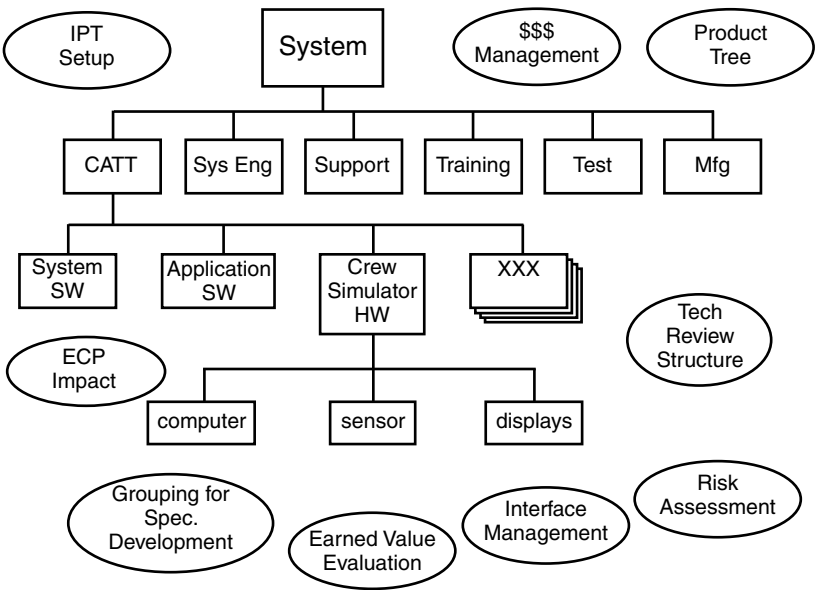 IPT
Setup
System
$$$
Management
Product
Tree
CATT
Sys Eng
Support
Training
Test
Mfg
System
SW
Application
SW
Crew
Simulator
HW
XXX
Tech
Review
Structure
ECP
Impact
computer
sensor
displays
Grouping for
Spec.
Development
Earned Value
Evaluation
Interface
Management
Risk
Assessment